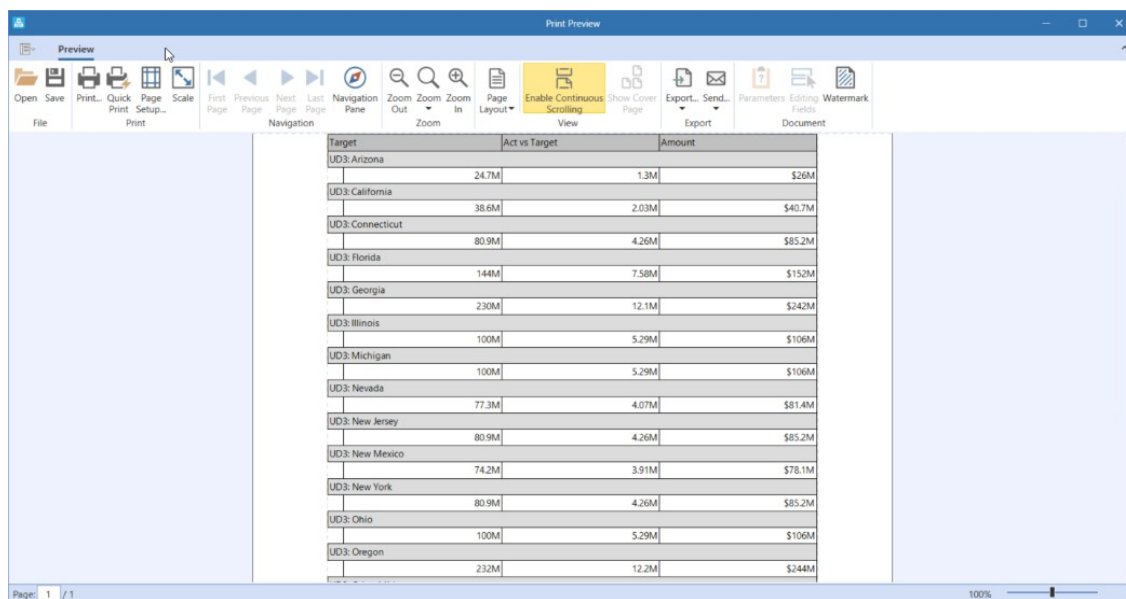 Print Preview
Preview
Open Save Print... Quick Print Page Setup... Scale First Page Previous Page Next Page Last Page Navigation Pane Zoom Out Zoom Zoom In Page Layout Enable Continuous Scrolling Show Cover Page Export... Send... Parameters Editing Fields Watermark
File Print Navigation Zoom View Export Document
Target Act vs Target Amount
UD3: Arizona
24.7M 1.3M $26M
UD3: California
38.6M 2.03M $40.7M
UD3: Connecticut
80.9M 4.26M $85.2M
UD3: Florida
144M 7.58M $152M
UD3: Georgia
230M 12.1M $242M
UD3: Illinois
100M 5.29M $106M
UD3: Michigan
100M 5.29M $106M
UD3: Nevada
77.3M 4.07M $81.4M
UD3: New Jersey
80.9M 4.26M $85.2M
UD3: New Mexico
74.2M 3.91M $78.1M
UD3: New York
80.9M 4.26M $85.2M
UD3: Ohio
100M 5.29M $106M
UD3: Oregon
232M 12.2M $244M
Page: 1 / 1 100%